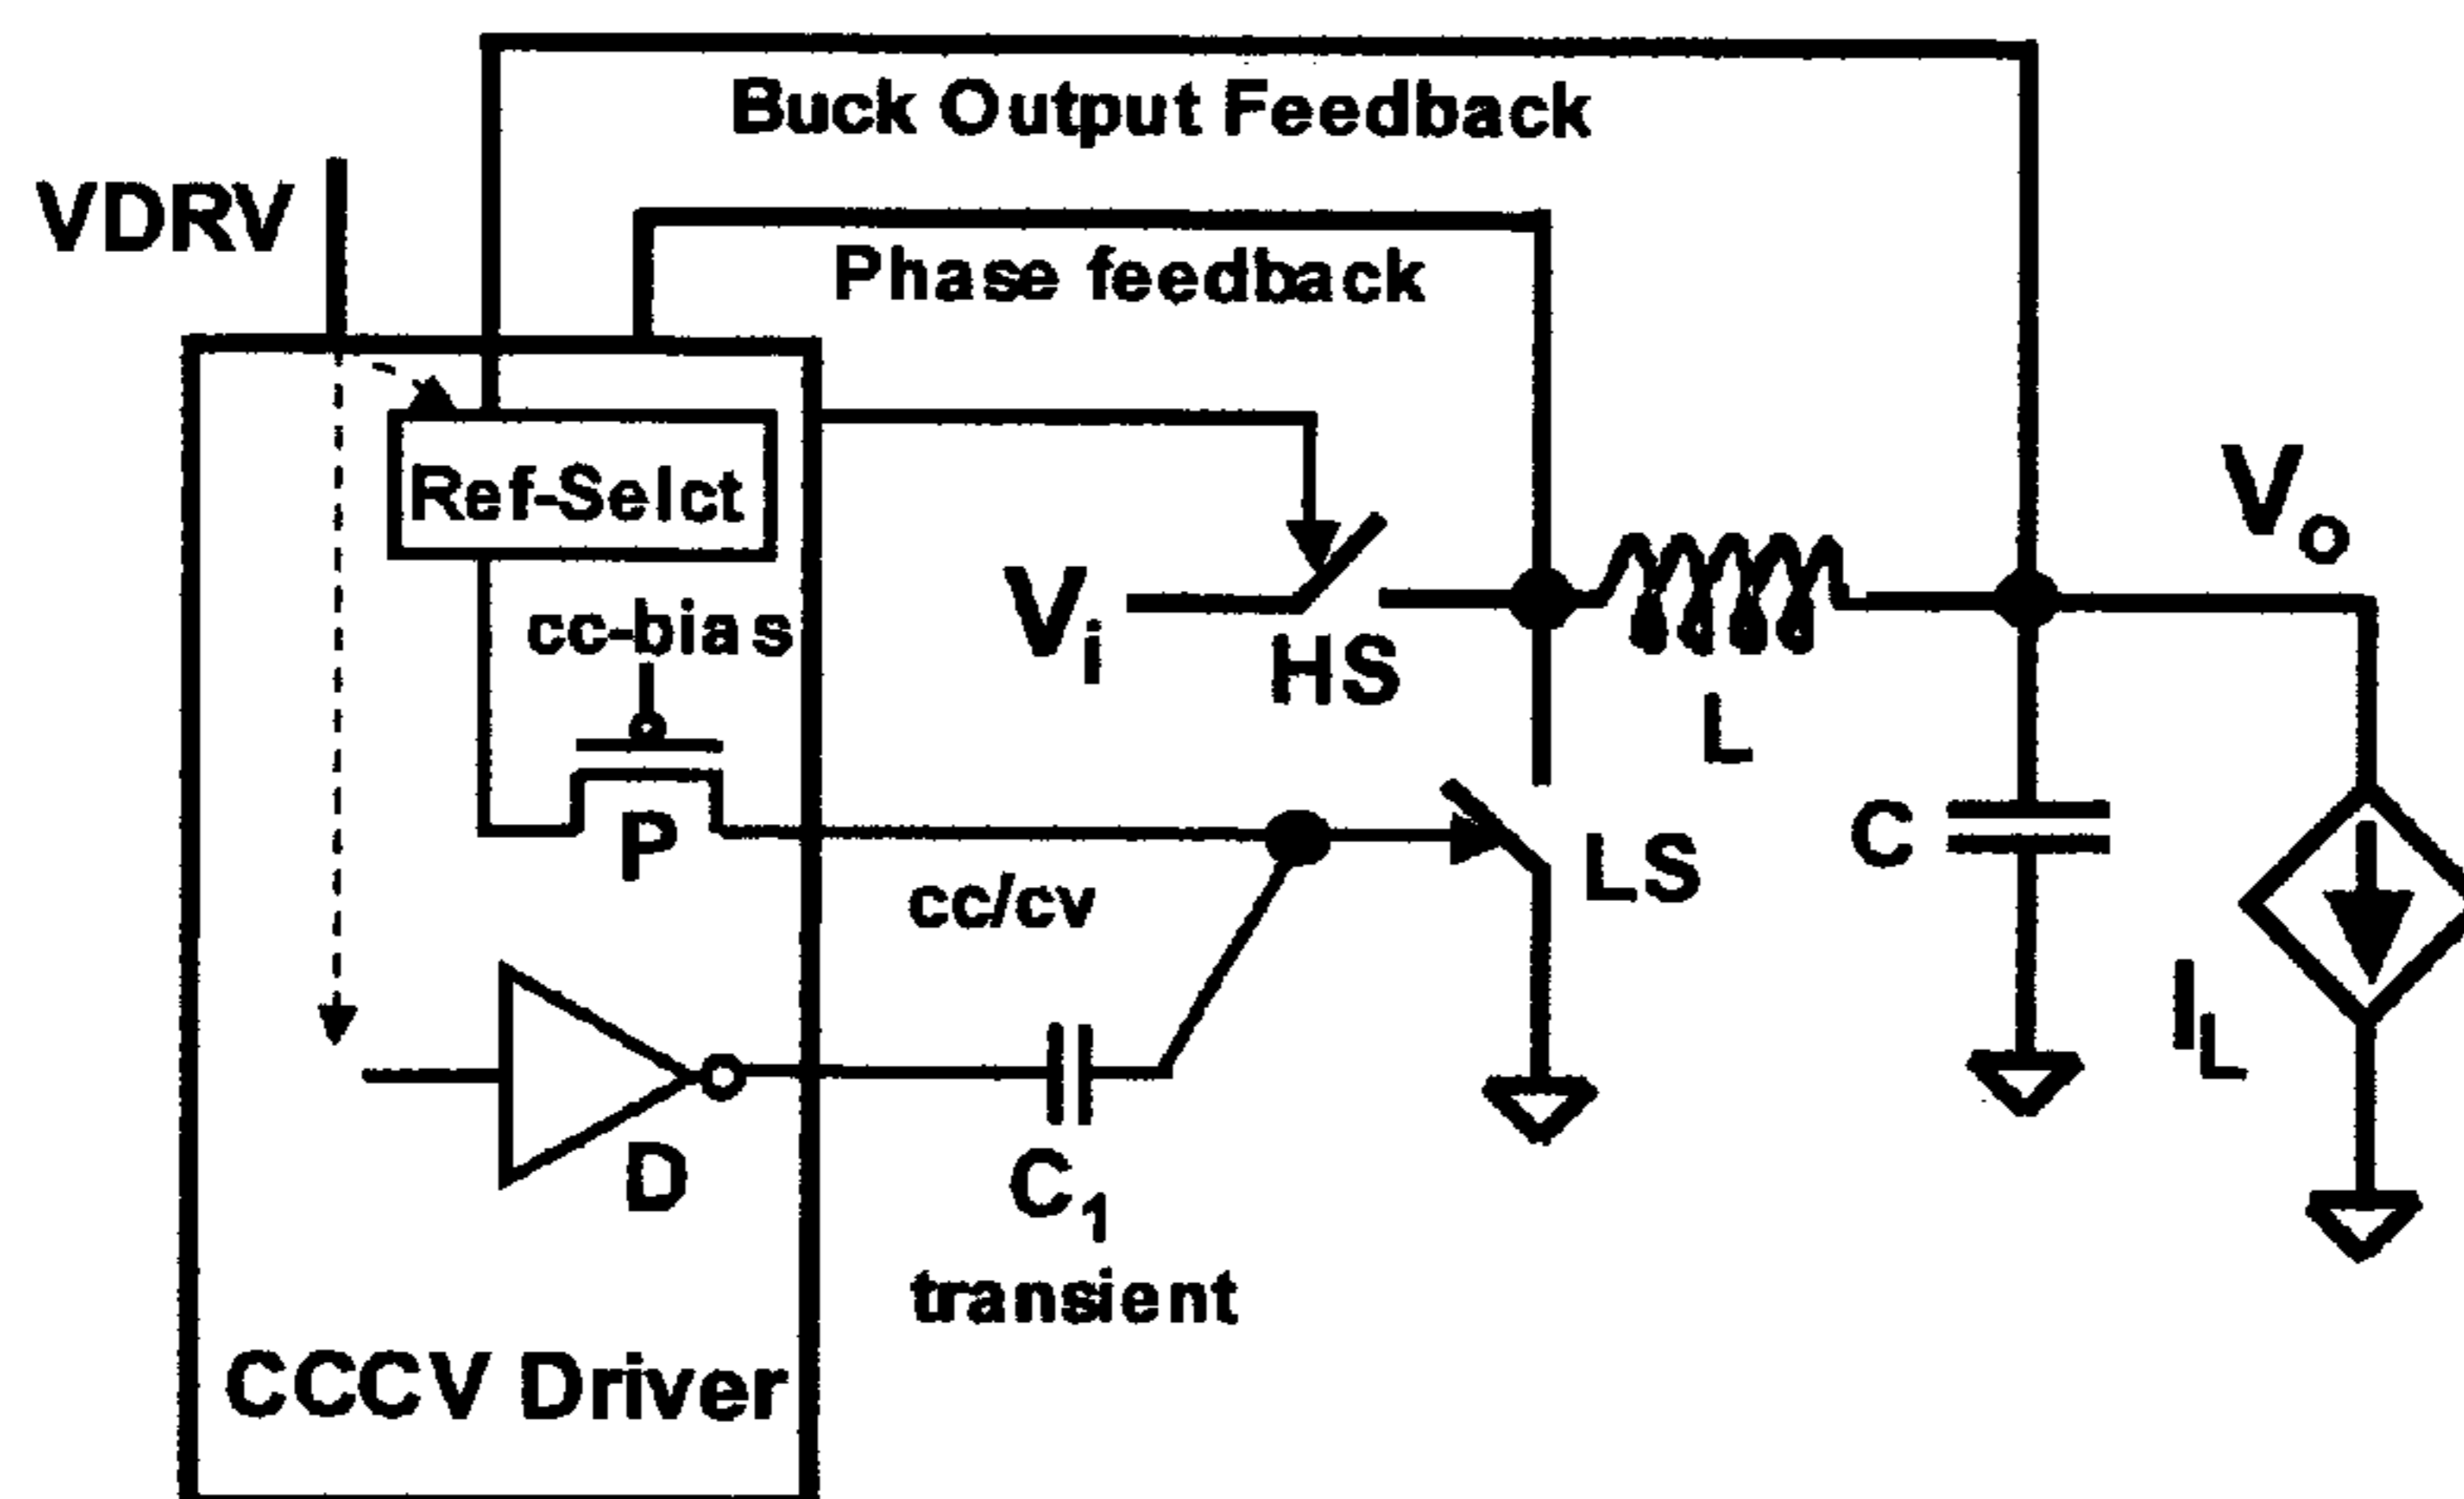 Buck Output Feedback
VDRV
Phase feedback
Ref-Selct
cc-bias
P
Vi
HS
L
Vo
cc/cv
LS
C
IL
D
C1
transient
CCCV Driver